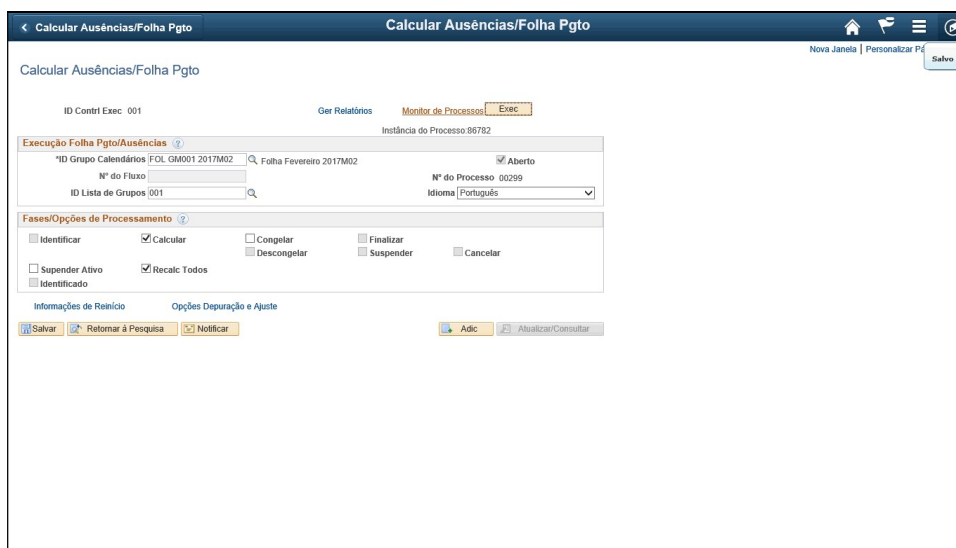 Calcular Ausências/Folha Pgto Calcular Ausências/Folha Pgto
Nova Janela | Personalizar Pá
Salvo
Calcular Ausências/Folha Pgto
ID Contrl Exec 001 Ger Relatórios Monitor de Processos Exec
Instância do Processo:86782
Execução Folha Pgto/Ausências ?
*ID Grupo Calendários FOL GM001 2017M02 Folha Fevereiro 2017M02 Aberto
Nº do Fluxo Nº do Processo 00299
ID Lista de Grupos 001 Idioma Português
Fases/Opções de Processamento ?
Identificar Calcular Congelar Finalizar
Descongelar Suspender Cancelar
Supender Ativo Recalc Todos
Identificado
Informações de Reinício Opções Depuração e Ajuste
Salvar Retornar á Pesquisa Notificar Adic Atualizar/Consultar